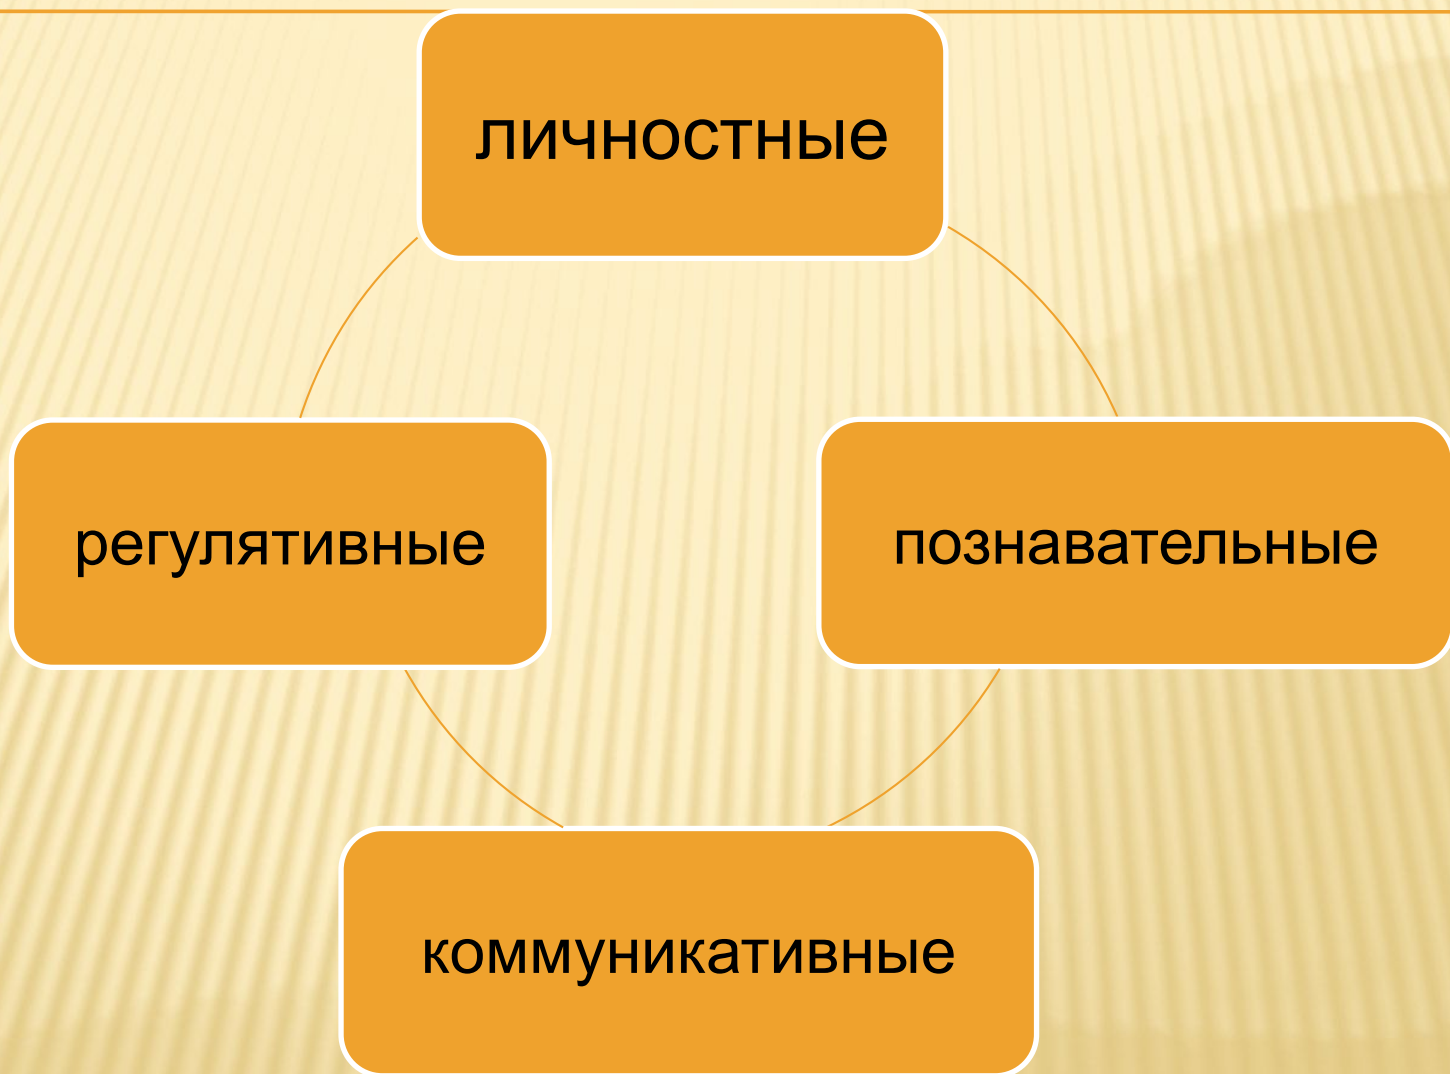 личностные
регулятивные
познавательные
коммуникативные